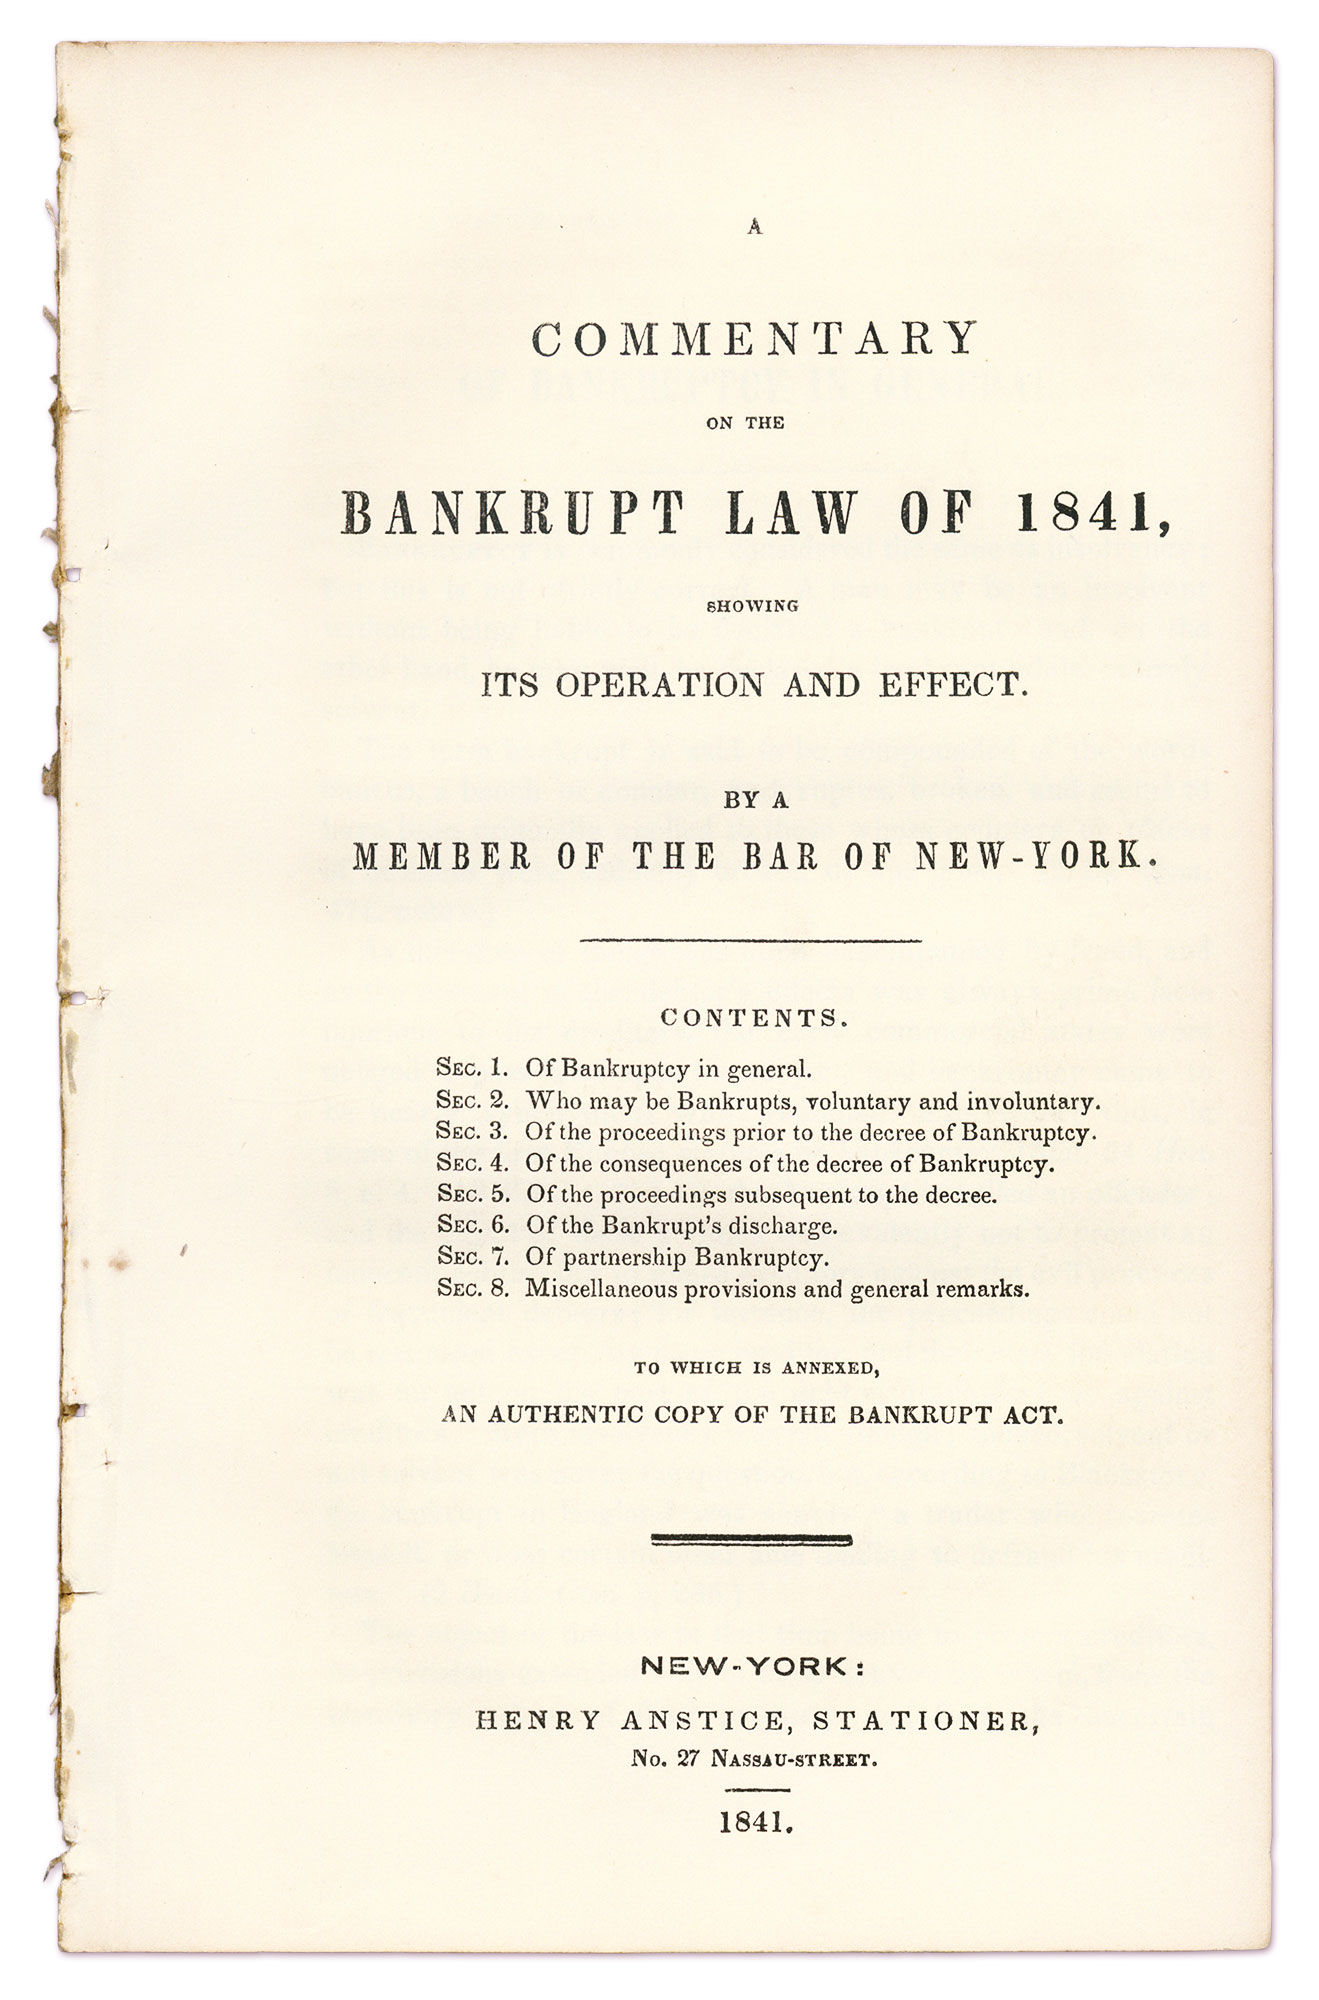 A
COMMENTARY
ON THE
BANKRUPT LAW OF 1841,
SHOWING
ITS OPERATION AND EFFECT.
BY A
MEMBER OF THE BAR OF NEW-YORK.
CONTENTS.
SEC. 1. Of Bankruptcy in general.
SEC. 2. Who may be Bankrupts, voluntary and involuntary.
SEC. 3. Of the proceedings prior to the decree of Bankruptcy.
SEC. 4. Of the consequences of the decree of Bankruptcy.
SEC. 5. Of the proceedings subsequent to the decree.
SEC. 6. Of the Bankrupt's discharge.
SEC. 7. Of partnership Bankruptcy.
SEC. 8. Miscellaneous provisions and general remarks.
TO WHICH IS ANNEXED,
AN AUTHENTIC COPY OF THE BANKRUPT ACT.
NEW-YORK:
HENRY ANSTICE, STATIONER,
No. 27 NASSAU-STREET.
1841.